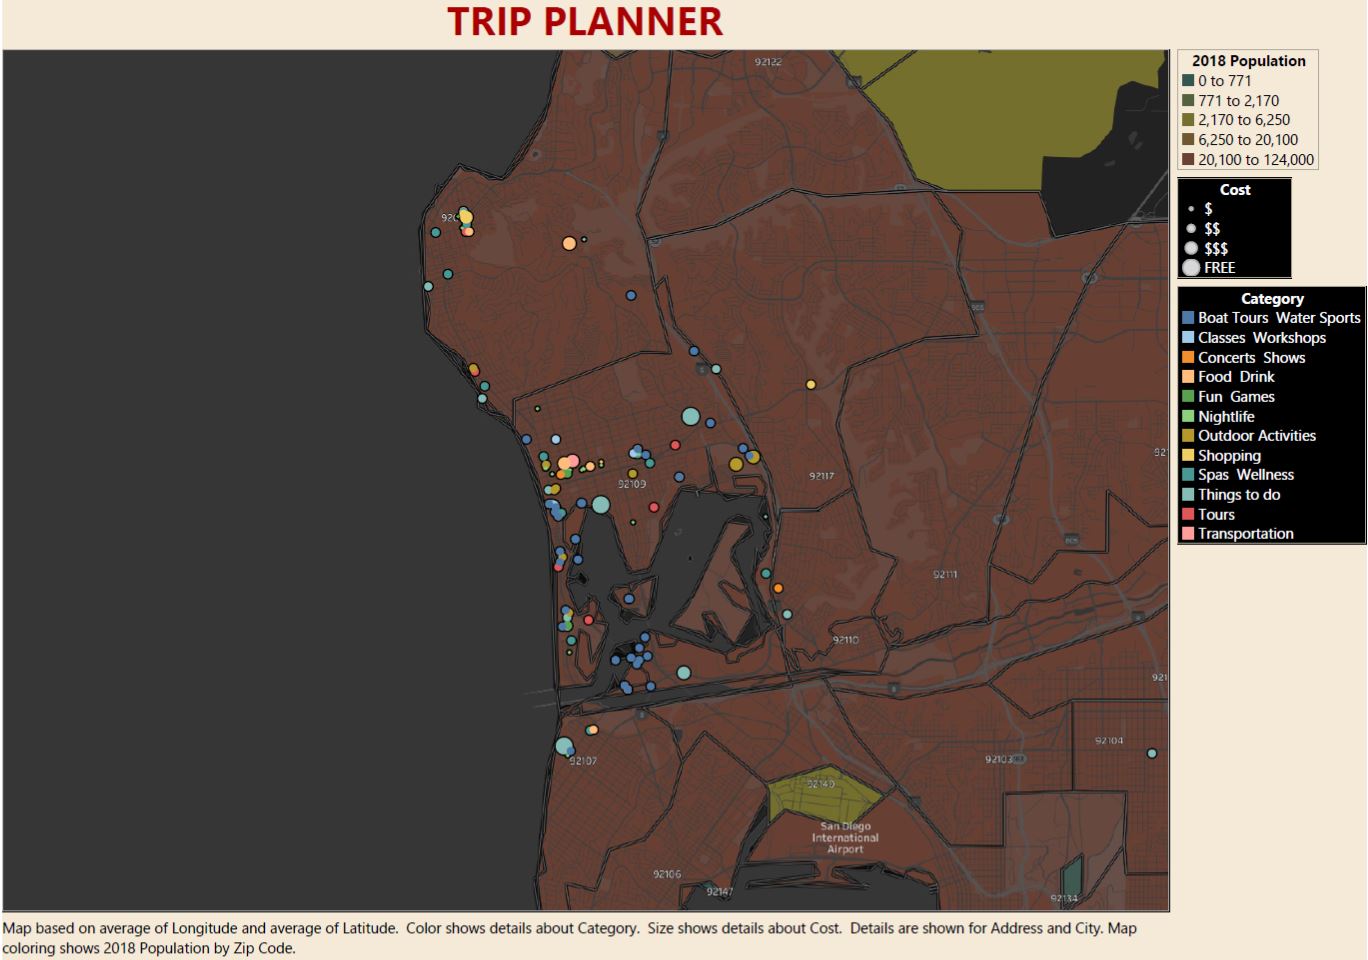 TRIP PLANNER
92122
92117
92109
92111
92110
92107
92103
92104
92140
San Diego
International
Airport
92106
92147
92134
2018 Population
0 to 771
771 to 2,170
2,170 to 6,250
6,250 to 20,100
20,100 to 124,000
Cost
$
$$
$$$
FREE
Category
Boat Tours Water Sports
Classes Workshops
Concerts Shows
Food Drink
Fun Games
Nightlife
Outdoor Activities
Shopping
Spas Wellness
Things to do
Tours
Transportation
Map based on average of Longitude and average of Latitude. Color shows details about Category. Size shows details about Cost. Details are shown for Address and City. Map
coloring shows 2018 Population by Zip Code.